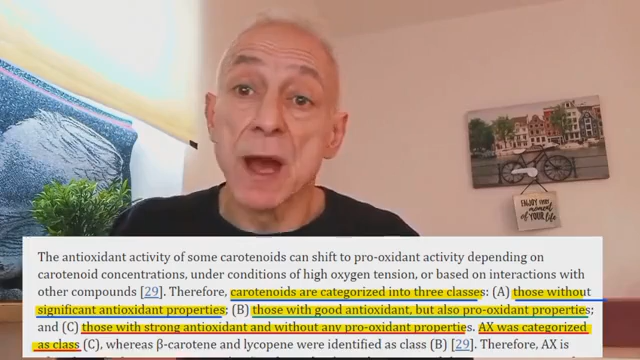 ENJOY every
moment
OF YOUR life.
The antioxidant activity of some carotenoids can shift to pro-oxidant activity depending on
carotenoid concentrations, under conditions of high oxygen tension, or based on interactions with
other compounds [29]. Therefore, carotenoids are categorized into three classes: (A) those without
significant antioxidant properties; (B) those with good antioxidant, but also pro-oxidant properties;
and (C) those with strong antioxidant and without any pro-oxidant properties. AX was categorized
as class (C), whereas β-carotene and lycopene were identified as class (B) [29]. Therefore, AX is